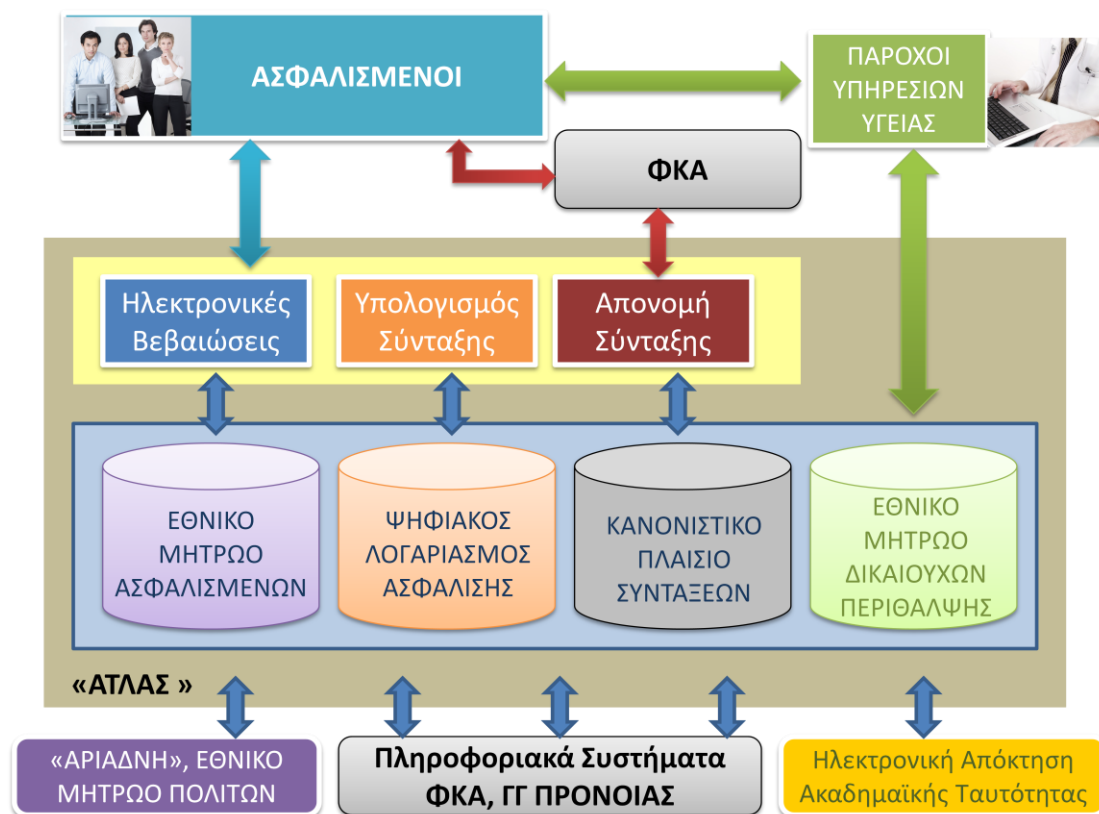 ΑΣΦΑΛΙΣΜΕΝΟΙ
ΠΑΡΟΧΟΙ
ΥΠΗΡΕΣΙΩΝ
ΥΓΕΙΑΣ
ΦΚΑ
Ηλεκτρονικές
Βεβαιώσεις
Υπολογισμός
Σύνταξης
Απονομή
Σύνταξης
ΕΘΝΙΚΟ
ΜΗΤΡΩΟ
ΑΣΦΑΛΙΣΜΕΝΩΝ
ΨΗΦΙΑΚΟΣ
ΛΟΓΑΡΙΑΣΜΟΣ
ΑΣΦΑΛΙΣΗΣ
ΚΑΝΟΝΙΣΤΙΚΟ
ΠΛΑΙΣΙΟ
ΣΥΝΤΑΞΕΩΝ
ΕΘΝΙΚΟ
ΜΗΤΡΩΟ
ΔΙΚΑΙΟΥΧΩΝ
ΠΕΡΙΘΑΛΨΗΣ
«ΑΤΛΑΣ »
«ΑΡΙΑΔΝΗ», ΕΘΝΙΚΟ
ΜΗΤΡΩΟ ΠΟΛΙΤΩΝ
Πληροφοριακά Συστήματα
ΦΚΑ, ΓΓ ΠΡΟΝΟΙΑΣ
Ηλεκτρονική Απόκτηση
Ακαδημαϊκής Ταυτότητας